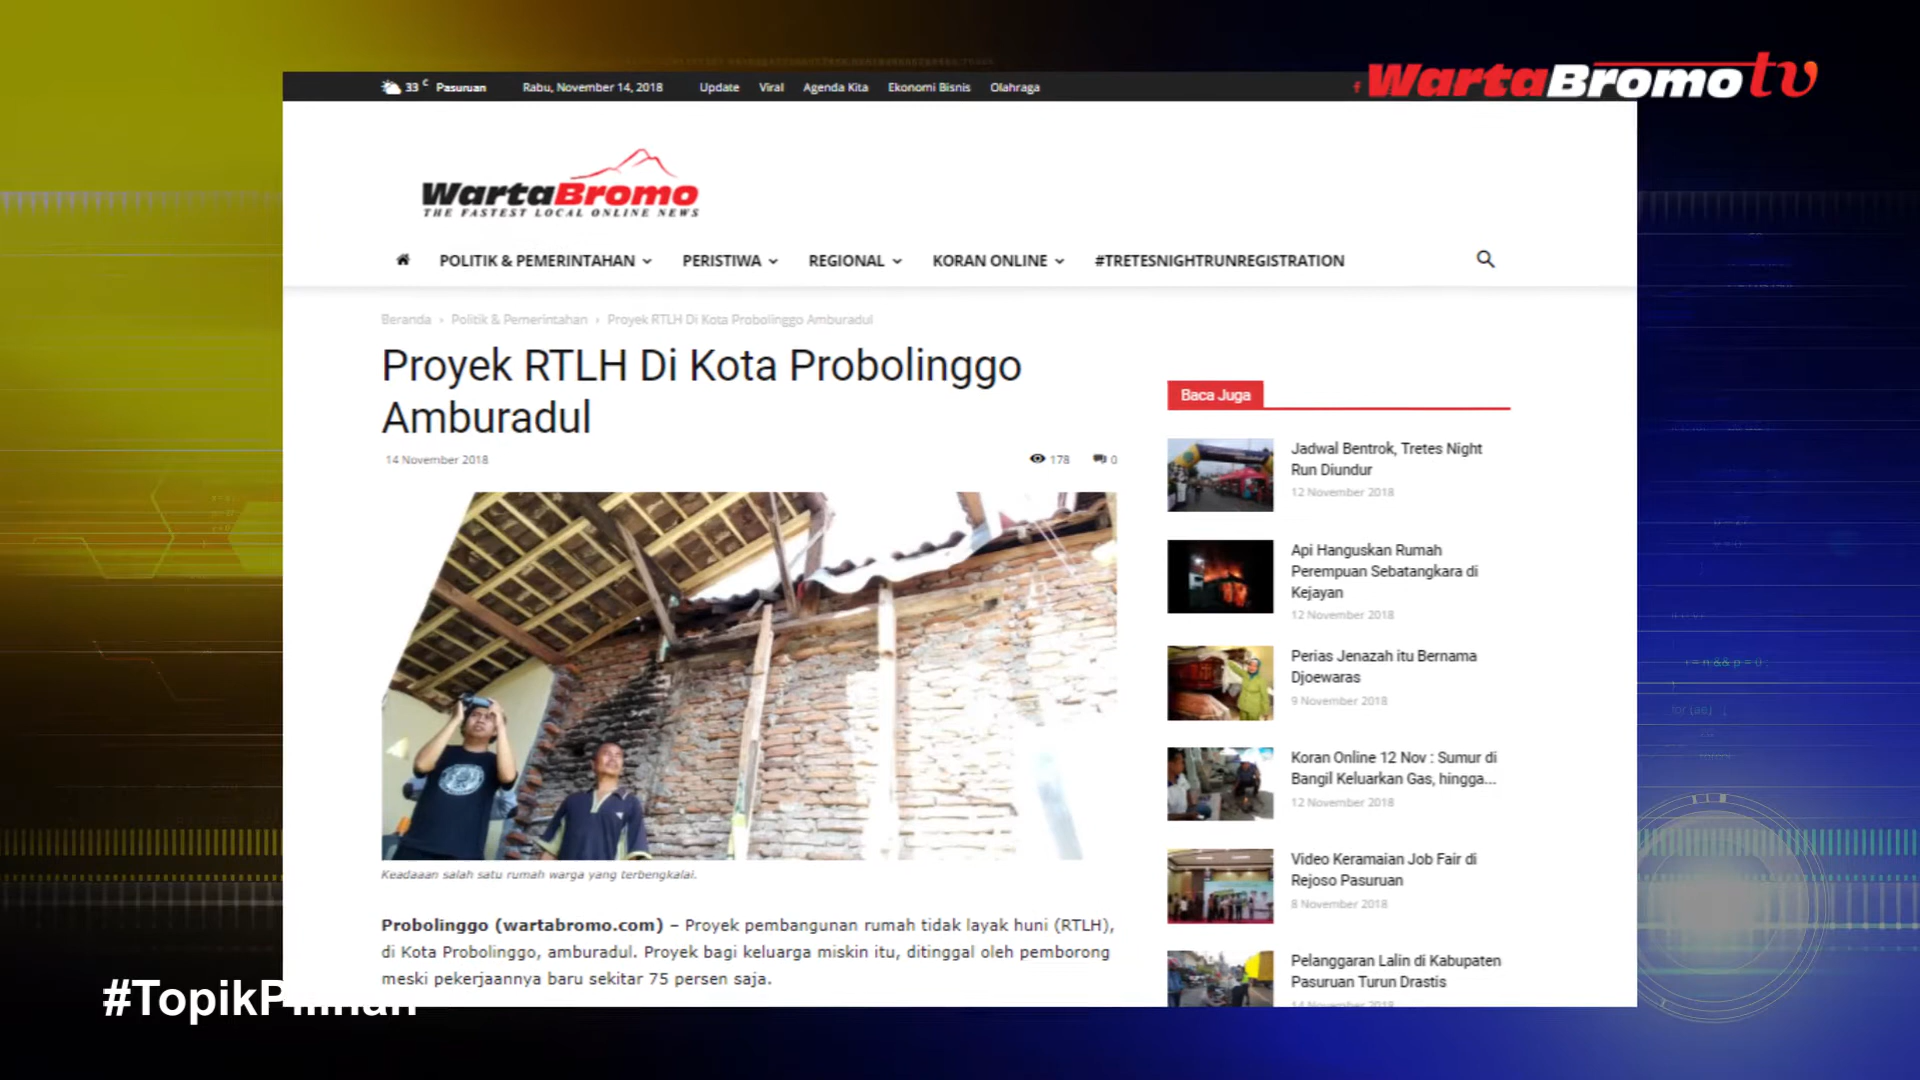 WartaBromo tv
33 C Pasuruan Rabu, November 14, 2018 Update Viral Agenda Kita Ekonomi Bisnis Olahraga
WartaBromo
THE FASTEST LOCAL ONLINE NEWS
POLITIK & PEMERINTAHAN PERISTIWA REGIONAL KORAN ONLINE #TRETESNIGHTRUNREGISTRATION
Beranda › Politik & Pemerintahan › Proyek RTLH Di Kota Probolinggo Amburadul
Proyek RTLH Di Kota Probolinggo
Amburadul
14 November 2018 178 0
Keadaaan salah satu rumah warga yang terbengkalai.
Probolinggo (wartabromo.com) – Proyek pembangunan rumah tidak layak huni (RTLH),
di Kota Probolinggo, amburadul. Proyek bagi keluarga miskin itu, ditinggal oleh pemborong
meski pekerjaannya baru sekitar 75 persen saja.
Baca Juga
Jadwal Bentrok, Tretes Night
Run Diundur
12 November 2018
Api Hanguskan Rumah
Perempuan Sebatangkara di
Kejayan
12 November 2018
Perias Jenazah itu Bernama
Djoewaras
9 November 2018
Koran Online 12 Nov : Sumur di
Bangil Keluarkan Gas, hingga...
12 November 2018
Video Keramaian Job Fair di
Rejoso Pasuruan
8 November 2018
Pelanggaran Lalin di Kabupaten
Pasuruan Turun Drastis
14 November 2018
#TopikPilihan